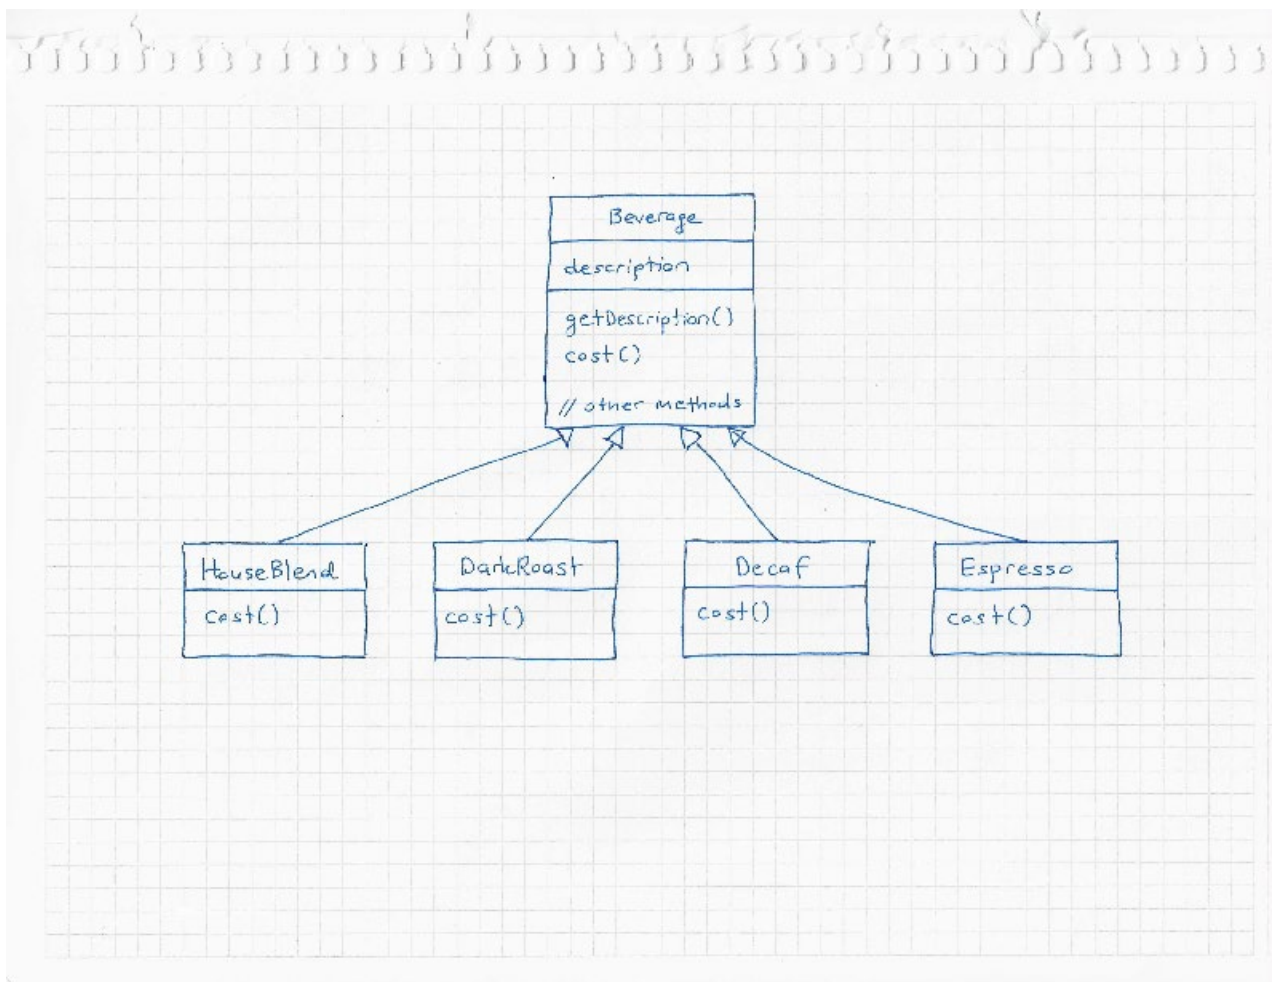 Beverage
description
getDescription()
cost()
// other methods
HouseBlend
cost()
DarkRoast
cost()
Decaf
cost()
Espresso
cost()